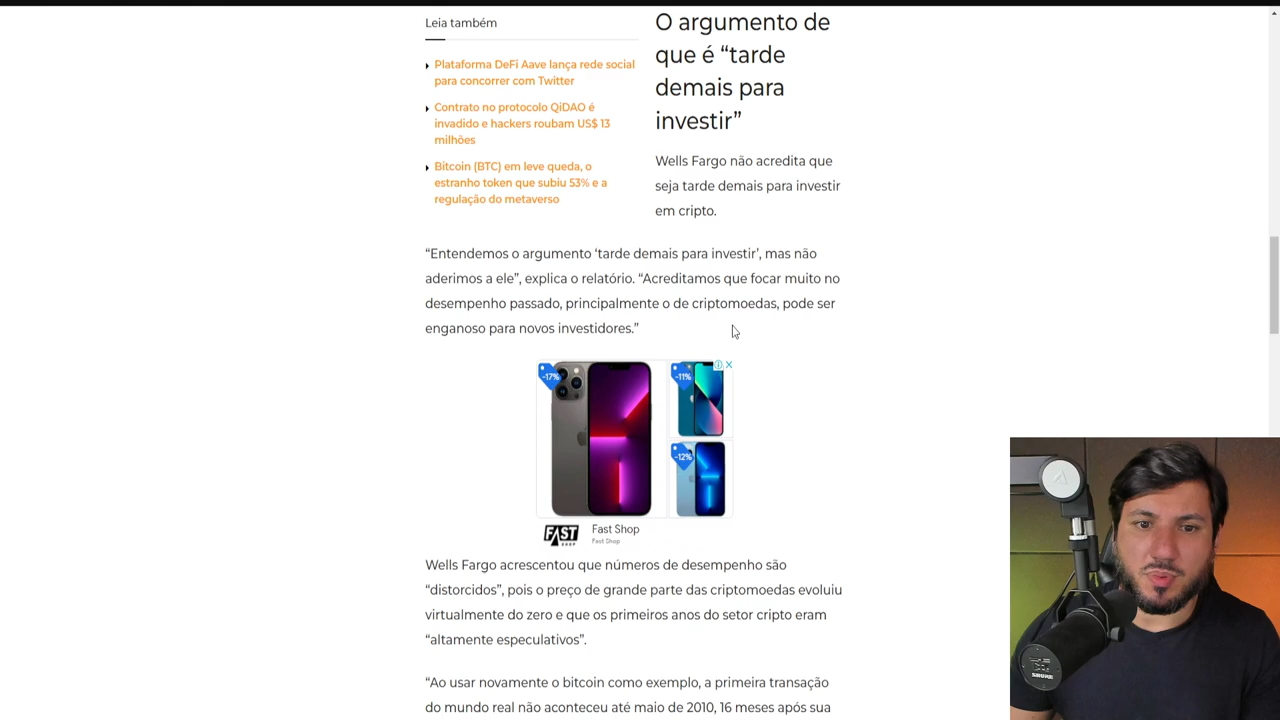 Leia também
Plataforma DeFi Aave lança rede social
para concorrer com Twitter
Contrato no protocolo QiDAO é
invadido e hackers roubam US$ 13
milhões
Bitcoin (BTC) em leve queda, o
estranho token que subiu 53% e a
regulação do metaverso
O argumento de
que é “tarde
demais para
investir”
Wells Fargo não acredita que
seja tarde demais para investir
em cripto.
“Entendemos o argumento ‘tarde demais para investir’, mas não
aderimos a ele”, explica o relatório. “Acreditamos que focar muito no
desempenho passado, principalmente o de criptomoedas, pode ser
enganoso para novos investidores.”
-17%
-11%
-12%
FAST
SHOP
Fast Shop
Fast Shop
Wells Fargo acrescentou que números de desempenho são
“distorcidos”, pois o preço de grande parte das criptomoedas evoluiu
virtualmente do zero e que os primeiros anos do setor cripto eram
“altamente especulativos”.
“Ao usar novamente o bitcoin como exemplo, a primeira transação
do mundo real não aconteceu até maio de 2010, 16 meses após sua
SHURE